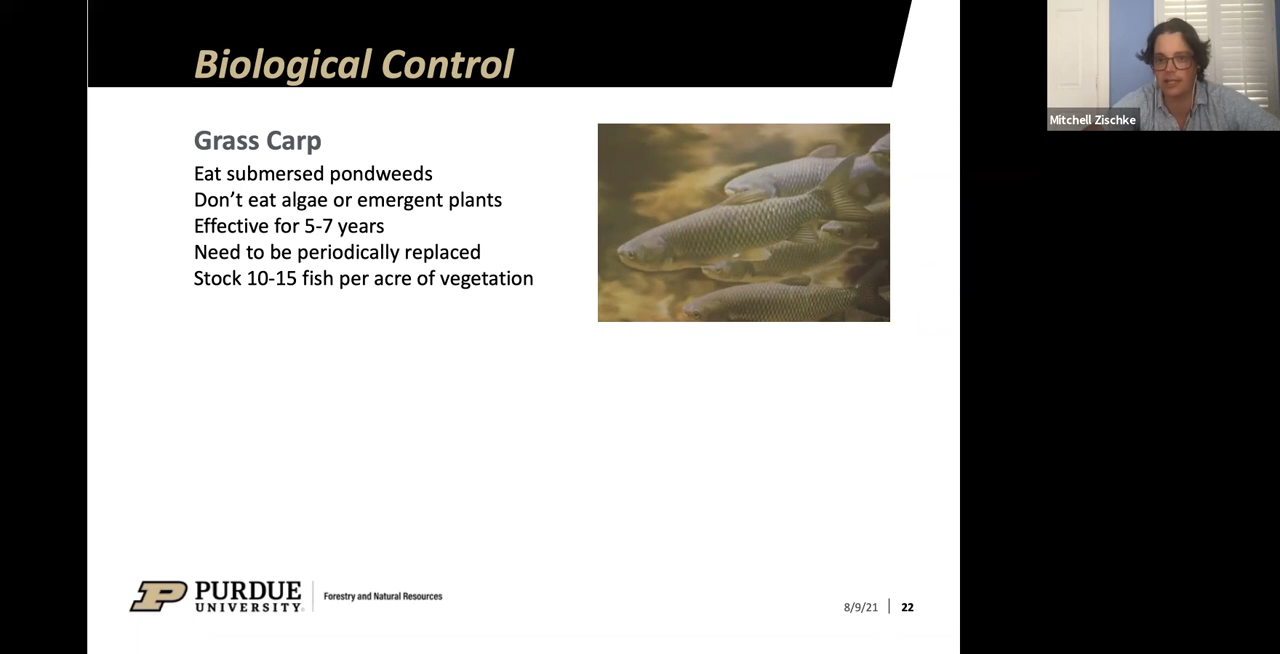 Biological Control
Mitchell Zischke
Grass Carp
Eat submersed pondweeds
Don't eat algae or emergent plants
Effective for 5-7 years
Need to be periodically replaced
Stock 10-15 fish per acre of vegetation
PURDUE
UNIVERSITY
Forestry and Natural Resources
8/9/21 22